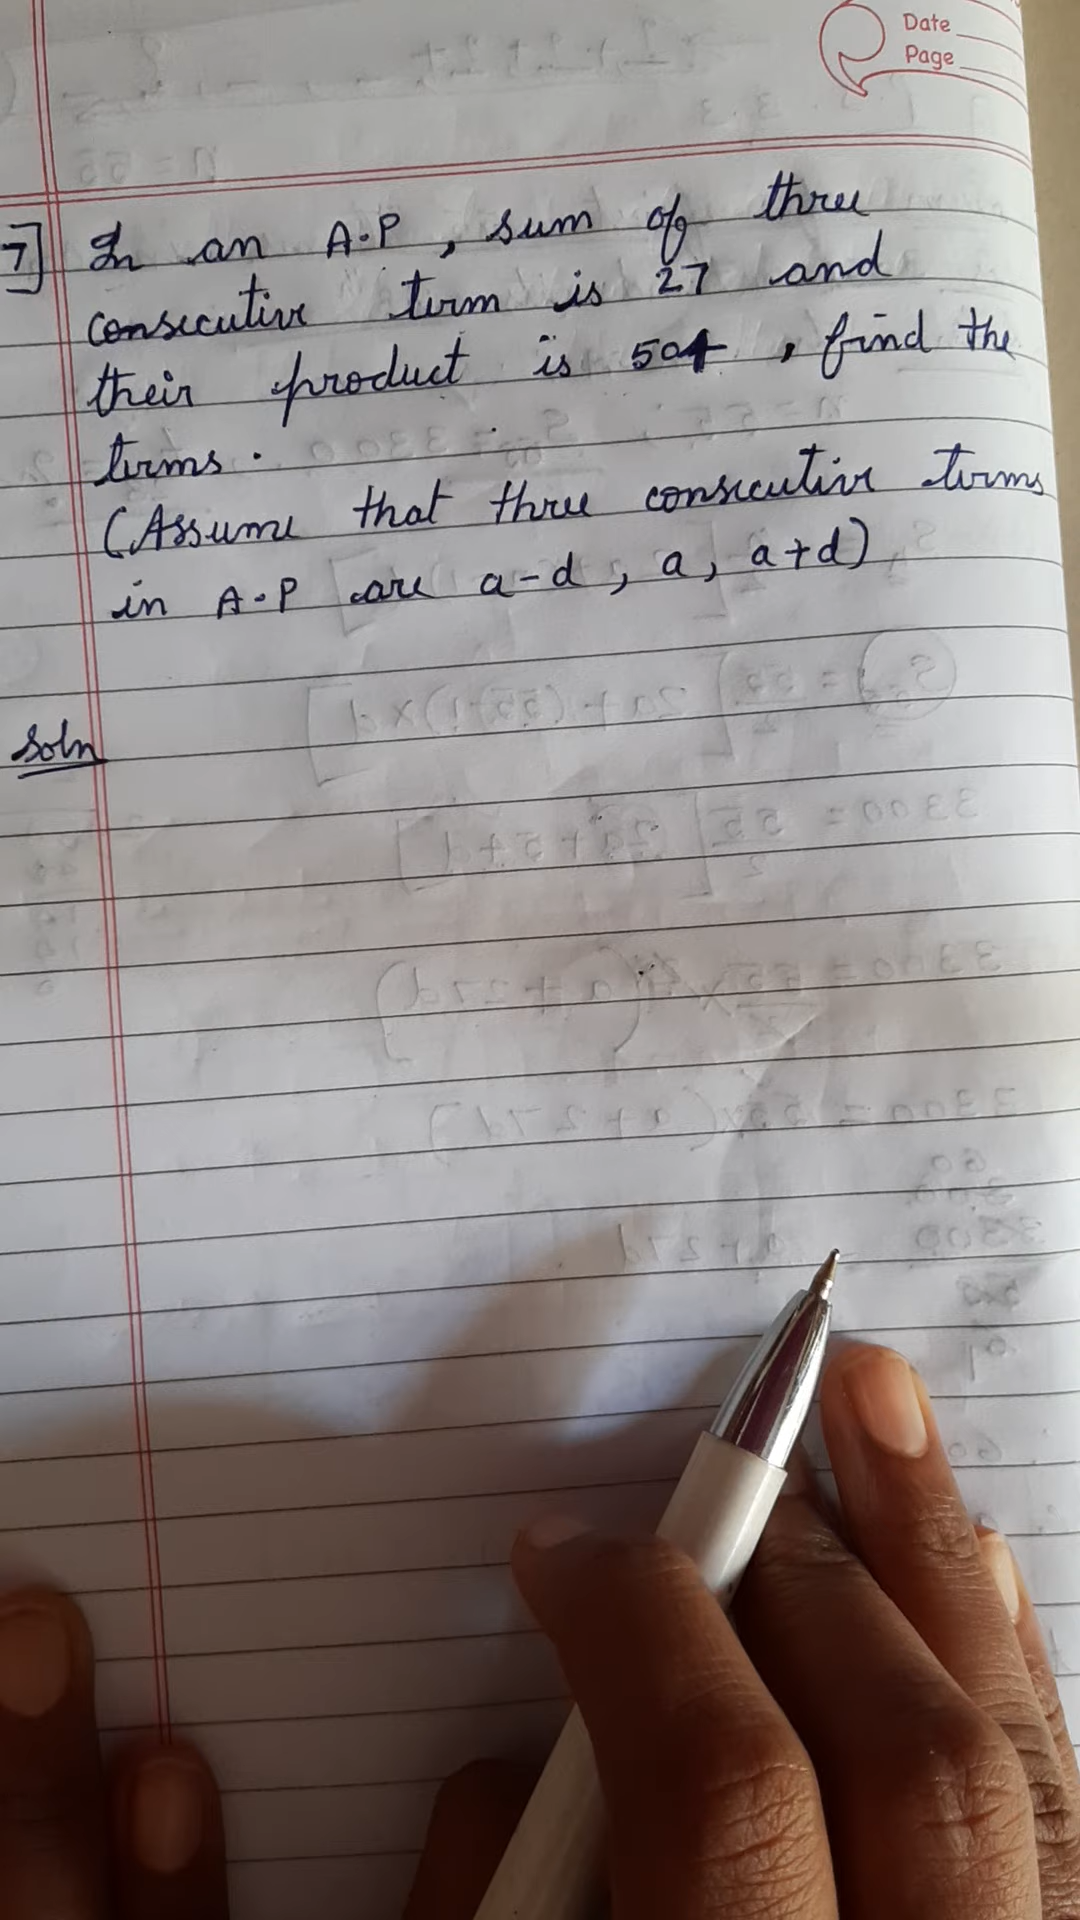 Date
Page
7] In an A.P , sum of three
consecutive term is 27 and
their product is 504 , find the
terms .
(Assume that three consecutive terms
in A.P are a-d , a, a+d)
Soln